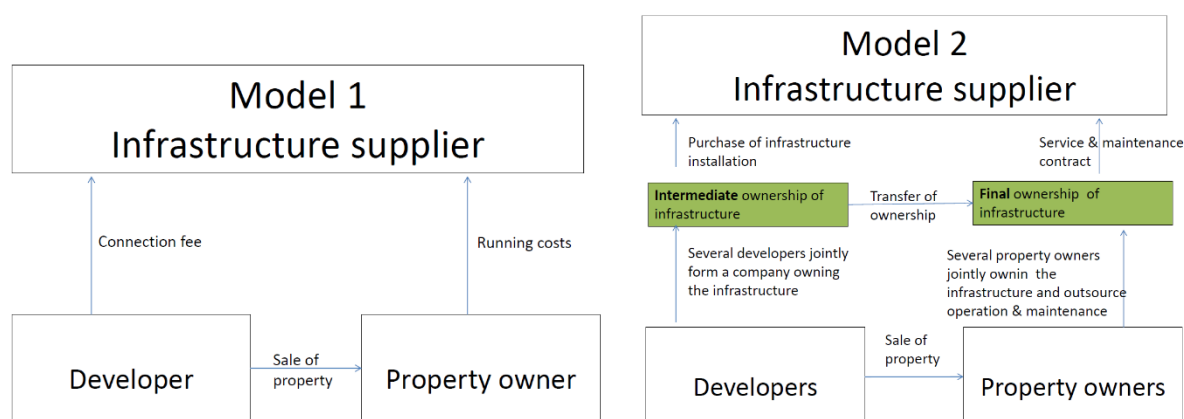 Model 1
Infrastructure supplier
Connection fee
Running costs
Developer
Sale of
property
Property owner
Model 2
Infrastructure supplier
Purchase of infrastructure
installation
Service & maintenance
contract
Intermediate ownership of
infrastructure
Transfer of
ownership
Final ownership of
infrastructure
Several developers jointly
form a company owning
the infrastructure
Several property owners
jointly ownin the
infrastructure and outsource
operation & maintenance
Developers
Sale of
property
Property owners